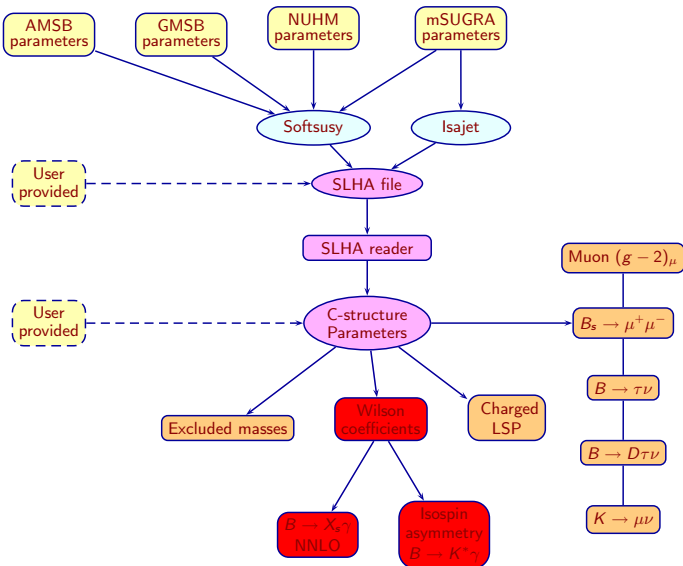 AMSB
parameters
GMSB
parameters
NUHM
parameters
mSUGRA
parameters
Softsusy
Isajet
User
provided
SLHA file
SLHA reader
Muon (g − 2)μ
User
provided
C-structure
Parameters
Bs → μ+μ−
B → τν
Excluded masses
Wilson
coefficients
Charged
LSP
B → Dτν
B → Xsγ
NNLO
Isospin
asymmetry
B → K*γ
K → μν